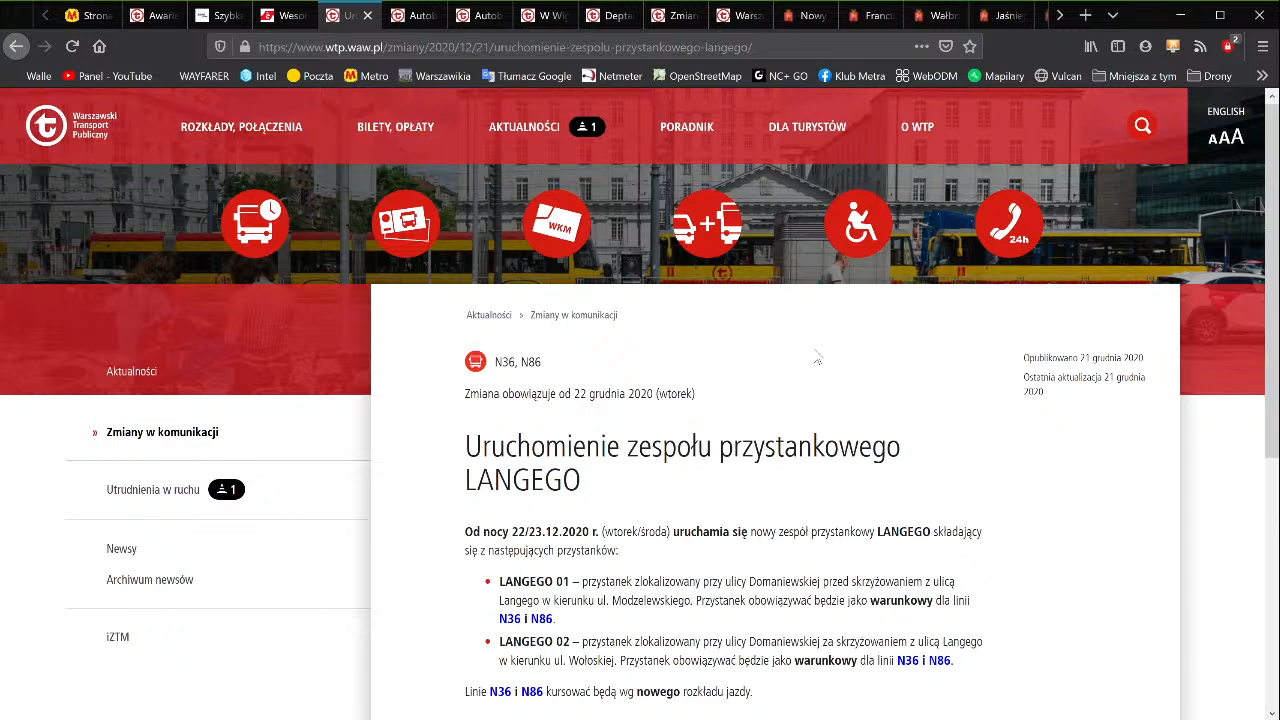 Strona
Awarie
Szybka
Wesoł
Ur
Autob
Autob
W Wig
Depta
Zmian
Warsz
Nowy
Franciu
Wałbrz
Jaśniej
https://www.wtp.waw.pl/zmiany/2020/12/21/uruchomienie-zespolu-przystankowego-langego/
2
Walle Panel - YouTube WAYFARER Intel Poczta Metro Warszawikia Tłumacz Google Netmeter OpenStreetMap NC+ GO Klub Metra WebODM Mapilary Vulcan Mniejsza z tym Drony
Warszawski
Transport
Publiczny
ROZKŁADY, POŁĄCZENIA BILETY, OPŁATY AKTUALNOŚCI 1 PORADNIK DLA TURYSTÓW O WTP
ENGLISH
AAA
WKM
24h
Aktualności
» Zmiany w komunikacji
Utrudnienia w ruchu 1
Newsy
Archiwum newsów
iZTM
Aktualności » Zmiany w komunikacji
N36, N86
Zmiana obowiązuje od 22 grudnia 2020 (wtorek)
Opublikowano 21 grudnia 2020
Ostatnia aktualizacja 21 grudnia
2020
Uruchomienie zespołu przystankowego
LANGEGO
Od nocy 22/23.12.2020 r. (wtorek/środa) uruchamia się nowy zespół przystankowy LANGEGO składający
się z następujących przystanków:
LANGEGO 01 – przystanek zlokalizowany przy ulicy Domaniewskiej przed skrzyżowaniem z ulicą
Langego w kierunku ul. Modzelewskiego. Przystanek obowiązywać będzie jako warunkowy dla linii
N36 i N86.
LANGEGO 02 – przystanek zlokalizowany przy ulicy Domaniewskiej za skrzyżowaniem z ulicą Langego
w kierunku ul. Wołoskiej. Przystanek obowiązywać będzie jako warunkowy dla linii N36 i N86.
Linie N36 i N86 kursować będą wg nowego rozkładu jazdy.